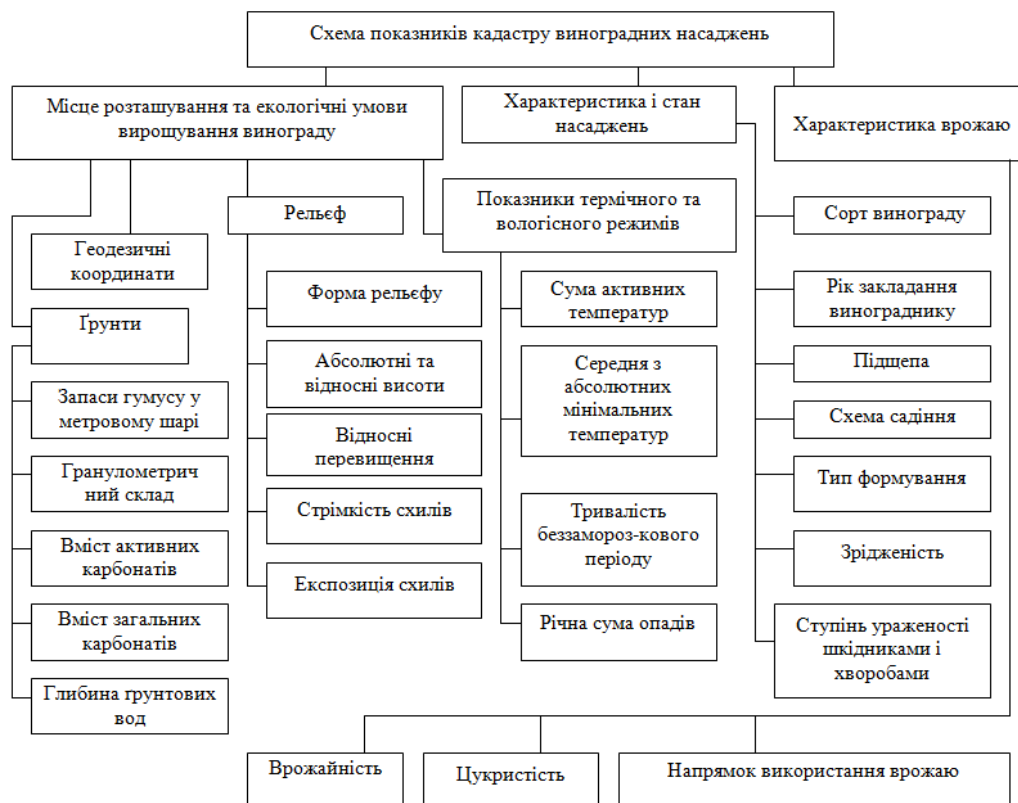 Схема показників кадастру виноградних насаджень
Місце розташування та екологічні умови
вирощування винограду
Характеристика і стан
насаджень
Характеристика врожаю
Рельєф
Показники термічного та
вологісного режимів
Сорт винограду
Геодезичні
координати
Форма рельєфу
Сума активних
температур
Рік закладання
винограднику
Ґрунти
Абсолютні та
відносні висоти
Середня з
абсолютних
мінімальних
температур
Підщепа
Запаси гумусу у
метровому шарі
Відносні
перевищення
Схема садіння
Гранулометрич
ний склад
Стрімкість схилів
Тривалість
беззамороз-кового
періоду
Тип формування
Вміст активних
карбонатів
Експозиція схилів
Зрідженість
Вміст загальних
карбонатів
Річна сума опадів
Ступінь ураженості
шкідниками і
хворобами
Глибина ґрунтових
вод
Врожайність
Цукристість
Напрямок використання врожаю